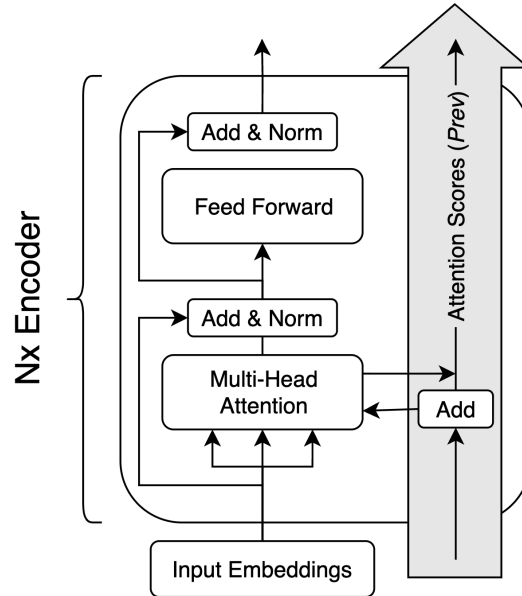 Add & Norm
Feed Forward
Add & Norm
Multi-Head
Attention
Add
Input Embeddings
Nx Encoder
Attention Scores (Prev)